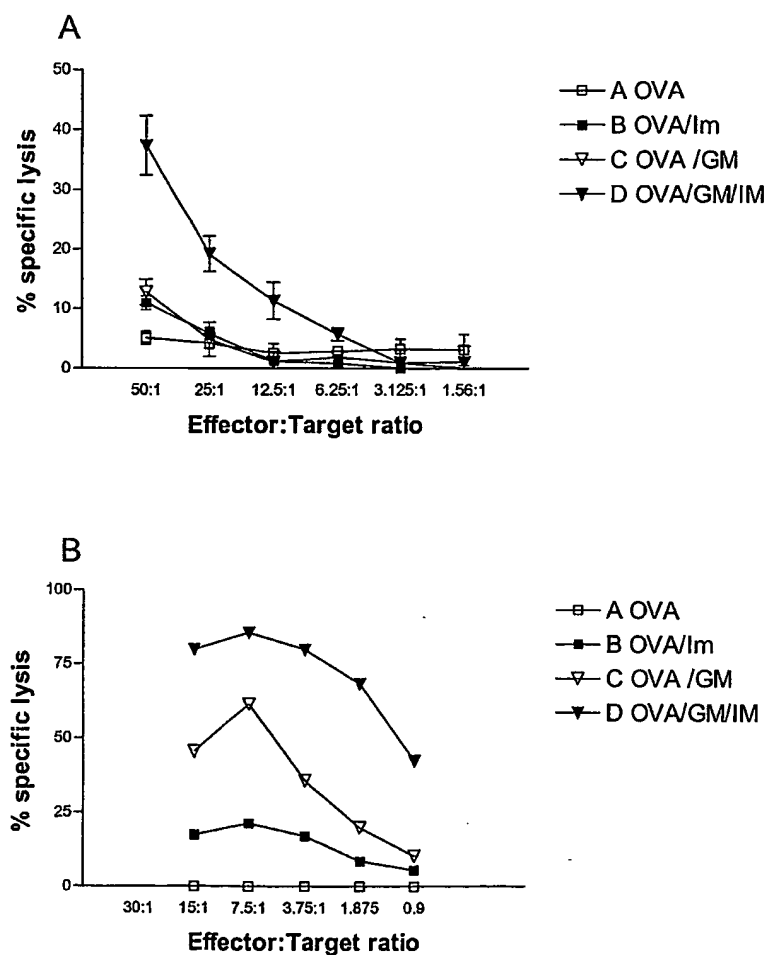 A
50
40
30
20
10
0
% specific lysis
50:1 25:1 12.5:1 6.25:1 3.125:1 1.56:1
Effector:Target ratio
A OVA
B OVA/Im
C OVA /GM
D OVA/GM/IM
B
100
75
50
25
0
% specific lysis
30:1 15:1 7.5:1 3.75:1 1.875 0.9
Effector:Target ratio
A OVA
B OVA/Im
C OVA /GM
D OVA/GM/IM